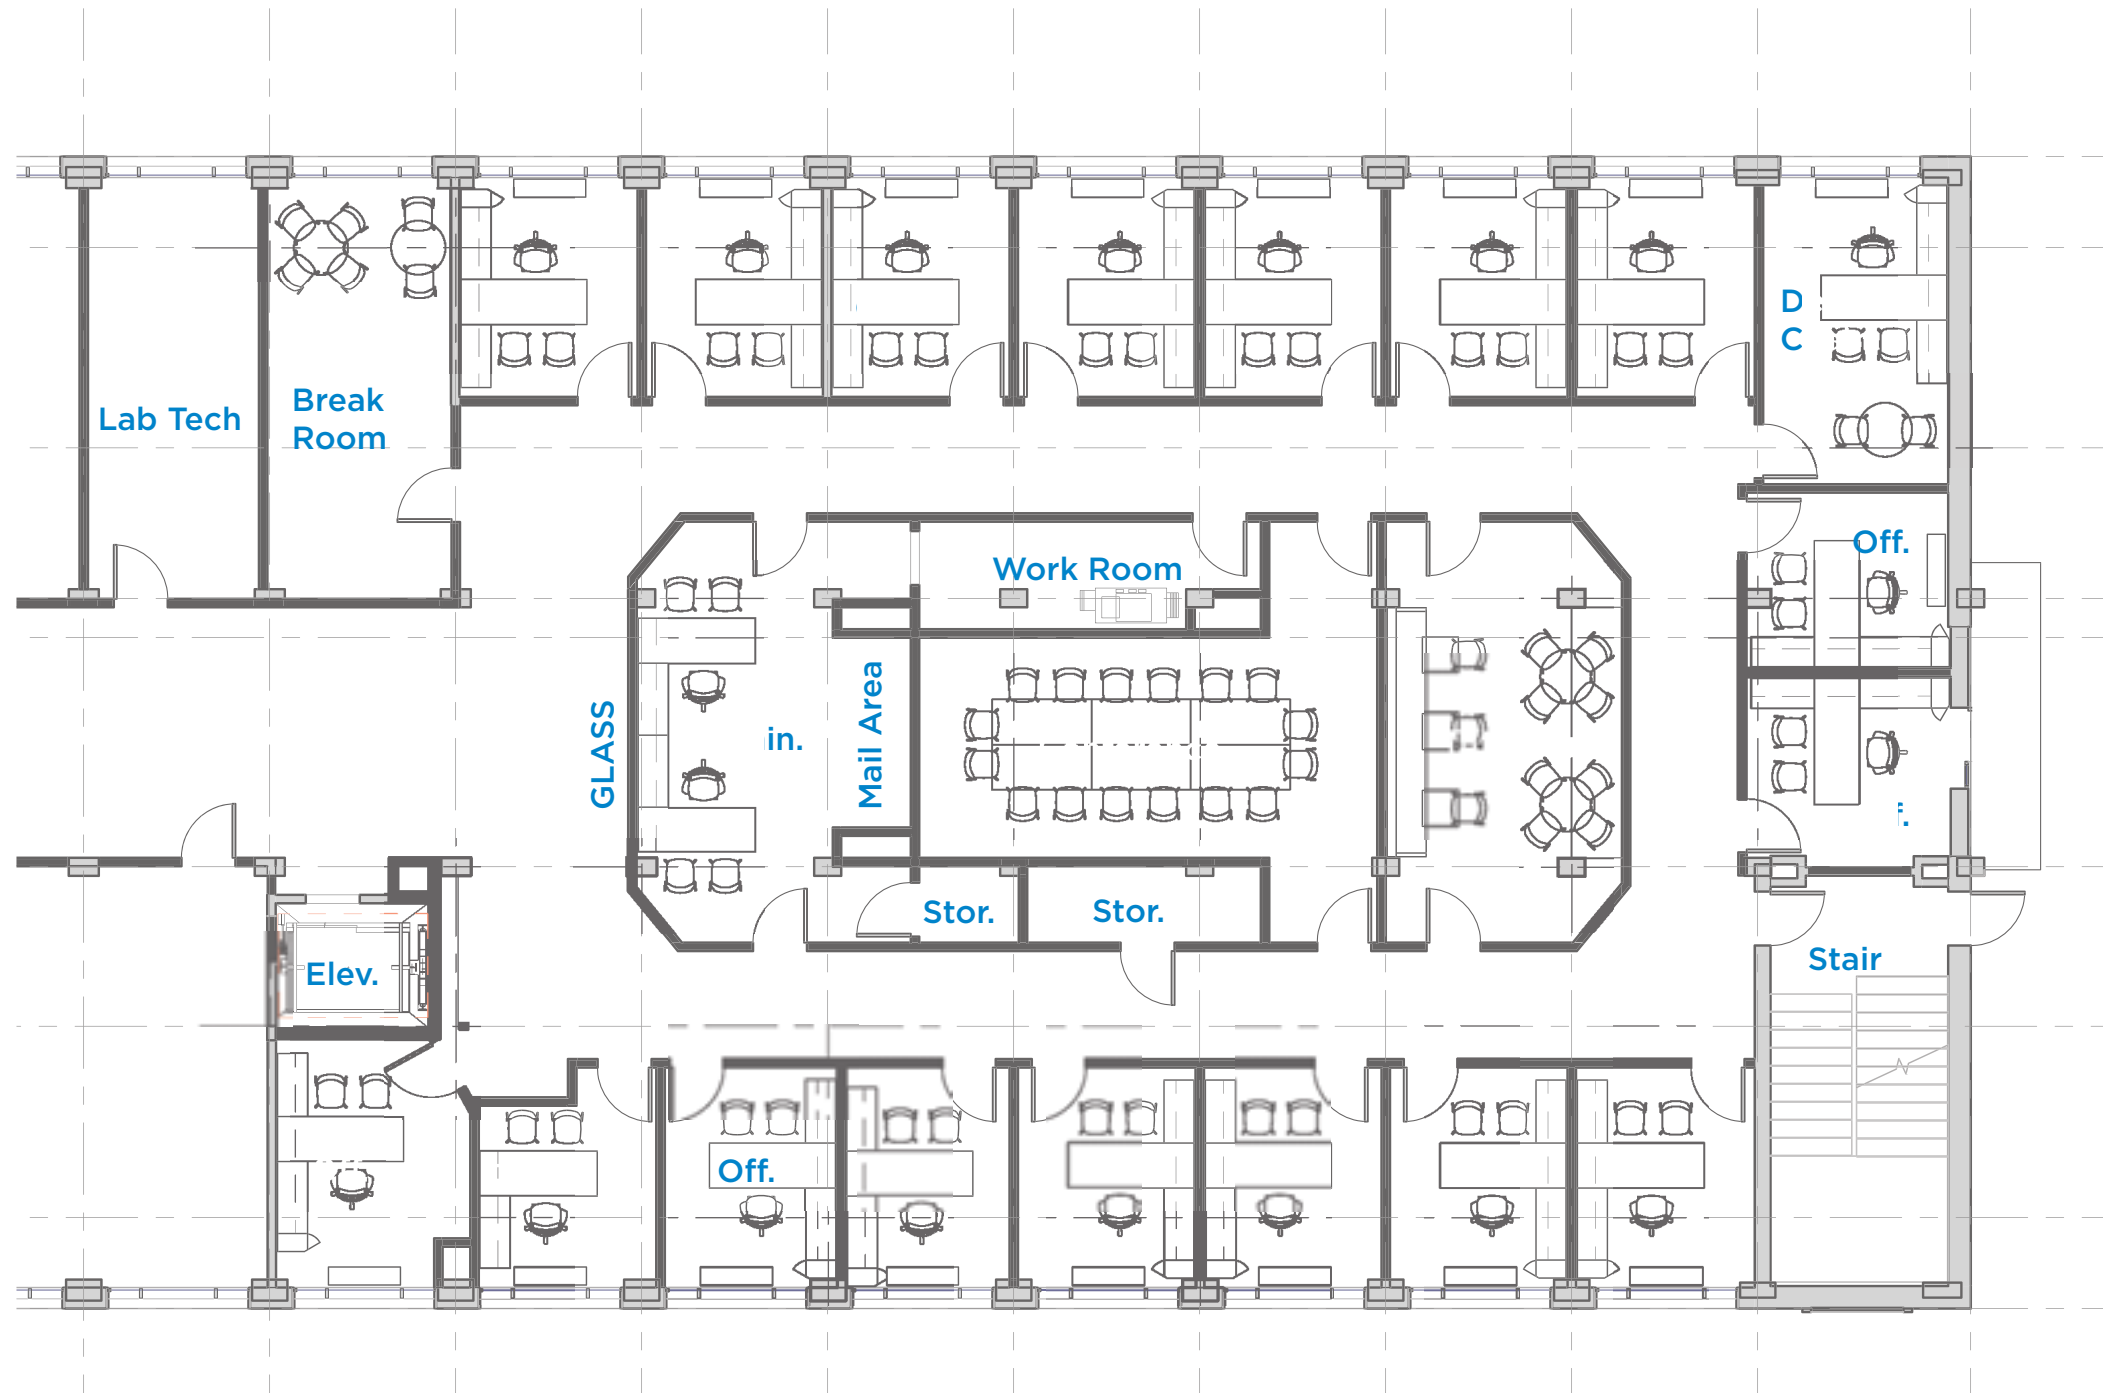 D
C
Break
Room
Lab Tech
Off.
Work Room
Mail Area
GLASS
in.
Stor.
Stor.
Stair
Elev.
Off.